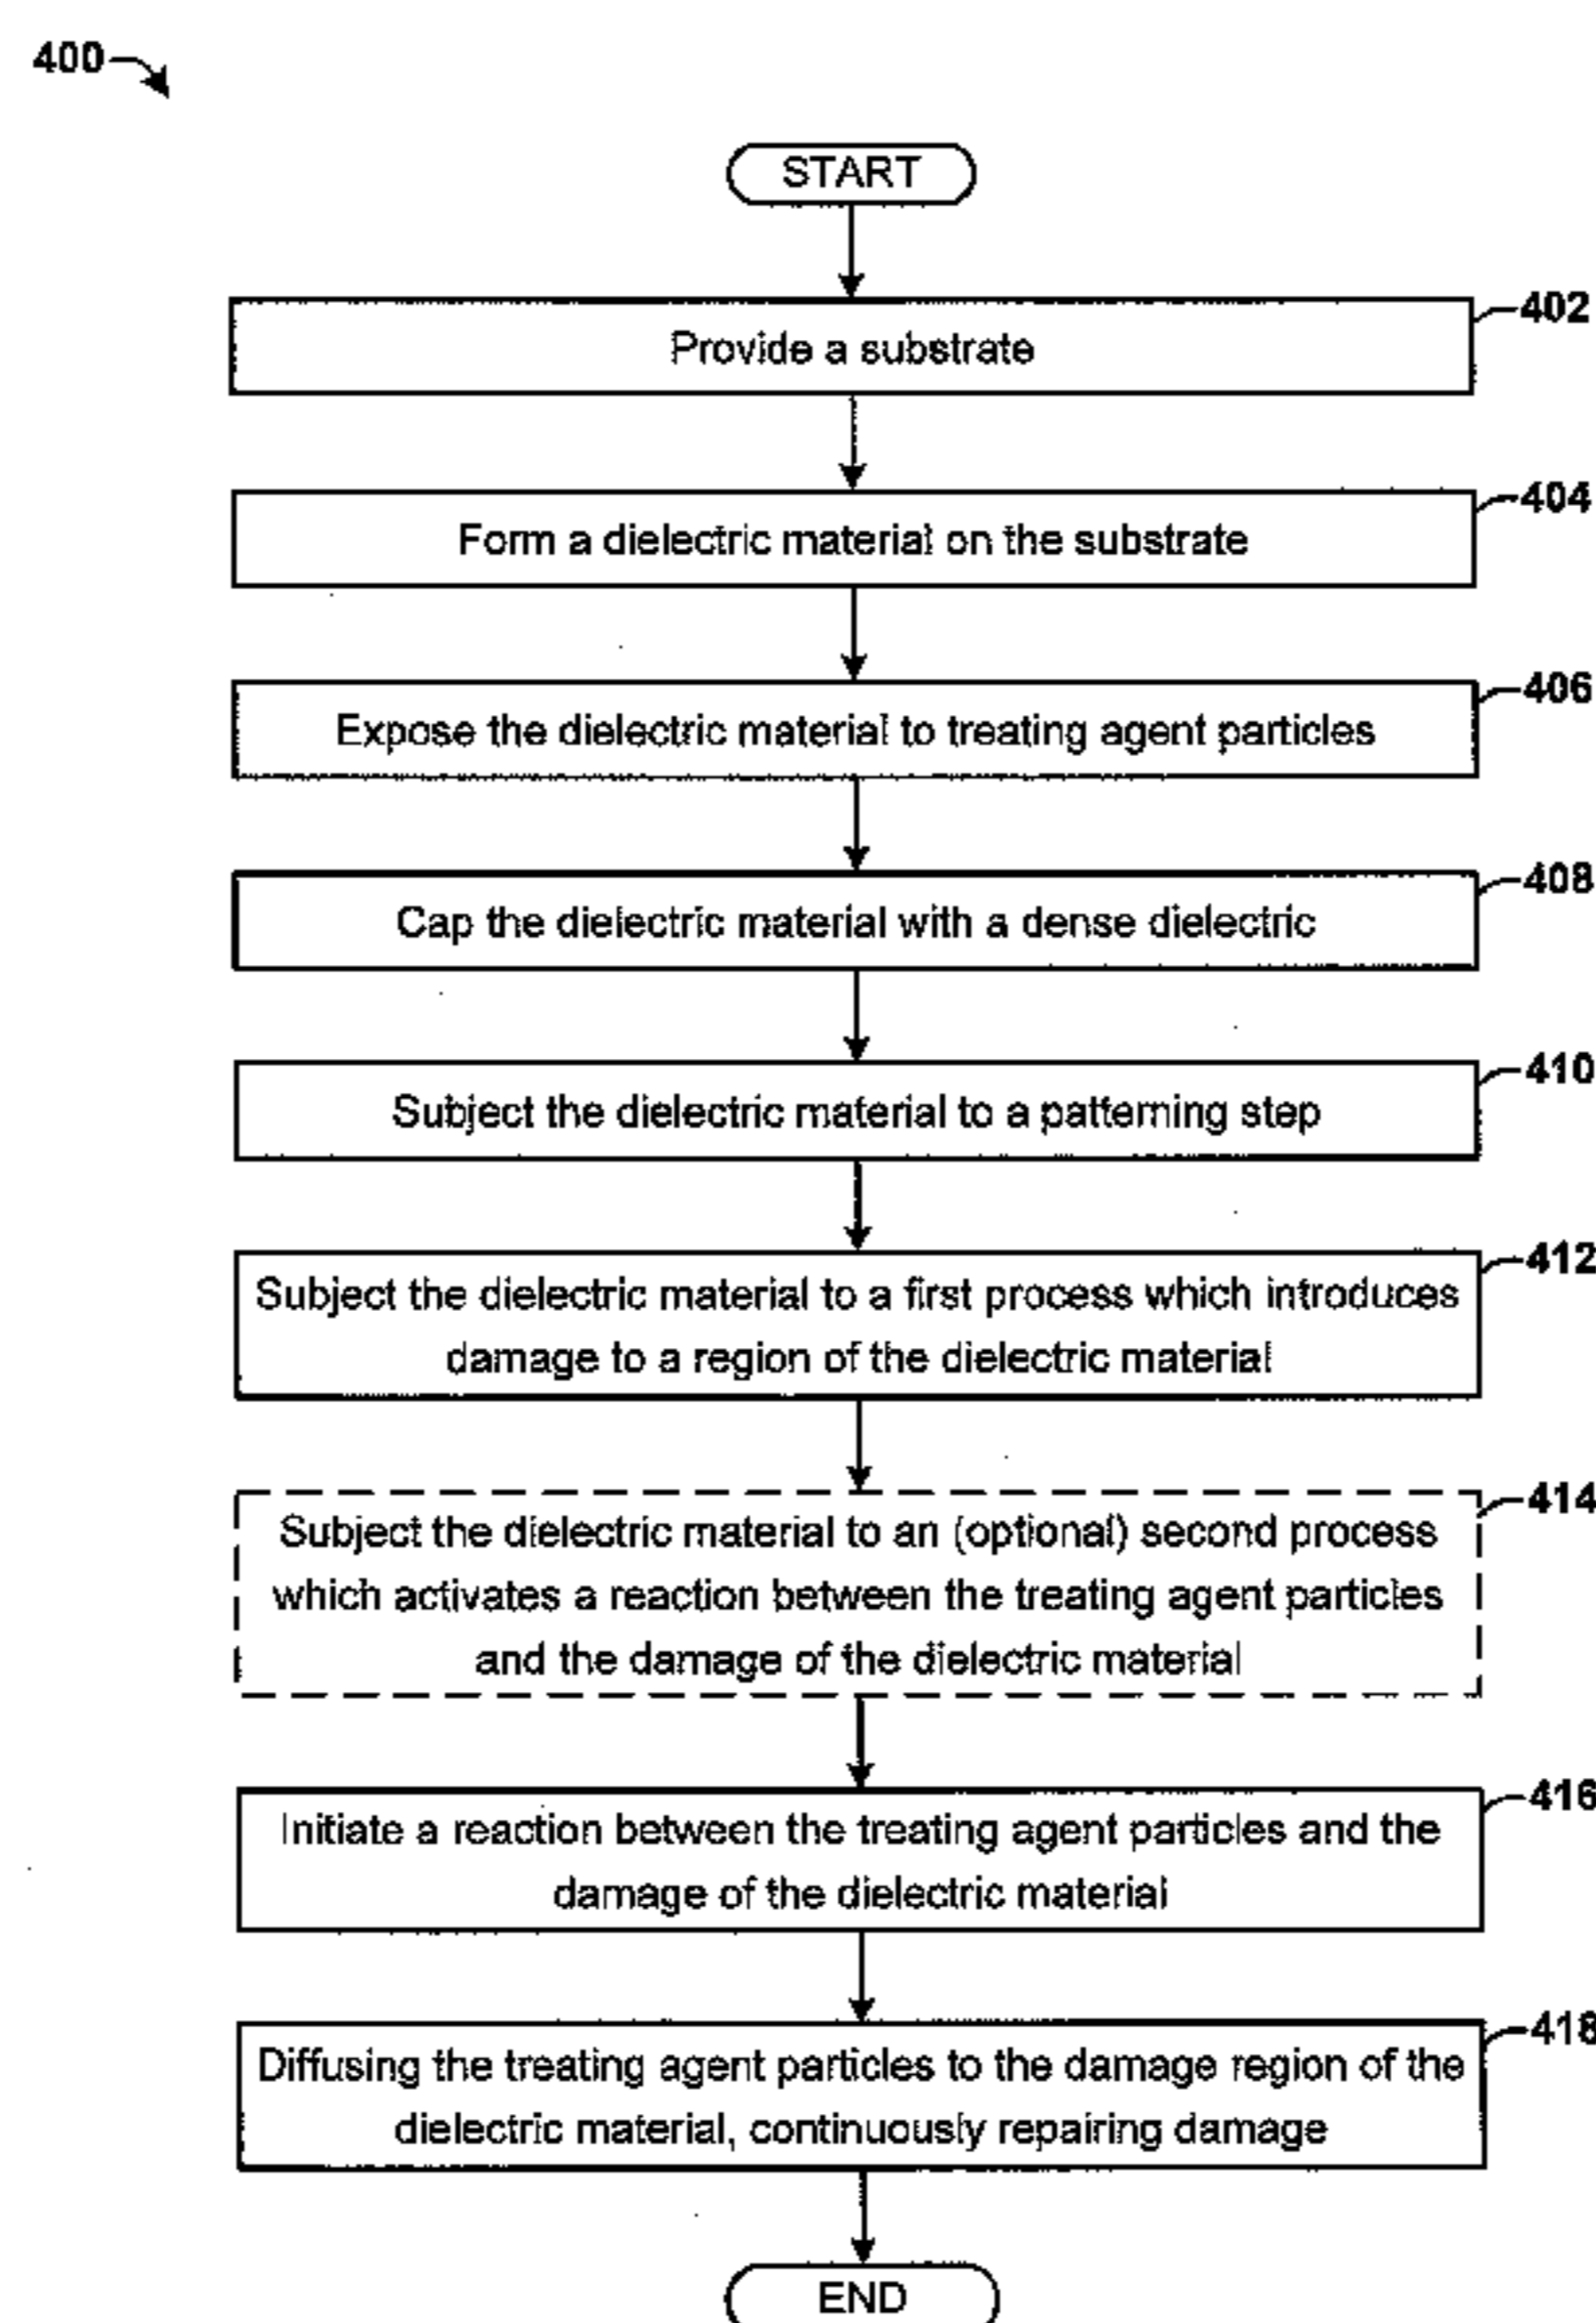 400
START
402
Provide a substrate
404
Form a dielectric material on the substrate
406
Expose the dielectric material to treating agent particles
408
Cap the dielectric material with a dense dielectric
410
Subject the dielectric material to a patterning step
412
Subject the dielectric material to a first process which introduces
damage to a region of the dielectric material
414
Subject the dielectric material to an (optional) second process
which activates a reaction between the treating agent particles
and the damage of the dielectric material
416
Initiate a reaction between the treating agent particles and the
damage of the dielectric material
418
Diffusing the treating agent particles to the damage region of the
dielectric material, continuously repairing damage
END